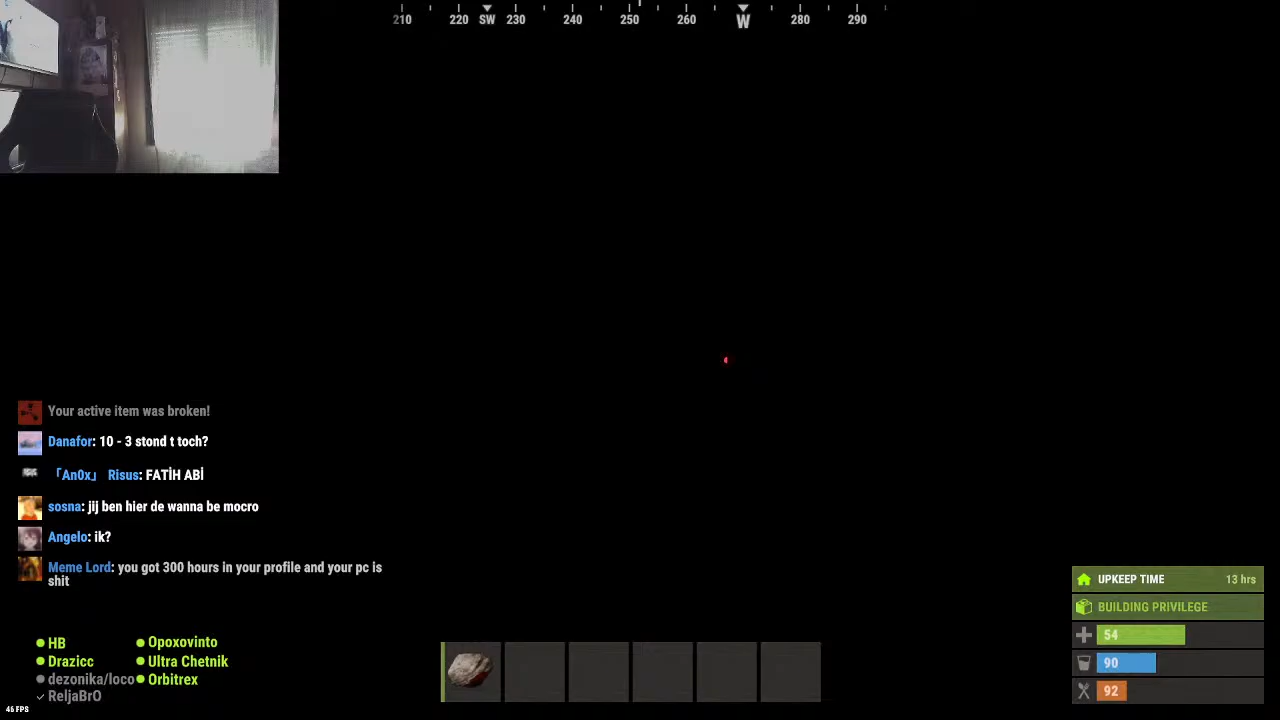 210 220 SW 230 240 250 260 W 280 290
Your active item was broken!
Danafor: 10 - 3 stond t toch?
「An0x」 Risus: FATİH ABİ
sosna: jij ben hier de wanna be mocro
Angelo: ik?
Meme Lord: you got 300 hours in your profile and your pc is
shit
UPKEEP TIME 13 hrs
BUILDING PRIVILEGE
54
90
92
HB Opoxovinto
Drazicc Ultra Chetnik
dezonika/loco Orbitrex
ReljaBrO
46 FPS